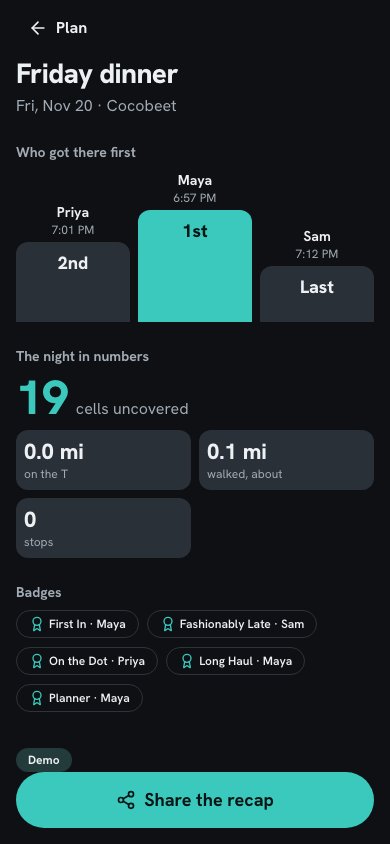 Plan
Friday dinner
Fri, Nov 20 · Cocobeet
Who got there first
Maya
6:57 PM
1st
Priya
7:01 PM
2nd
Sam
7:12 PM
Last
The night in numbers
19 cells uncovered
0.0 mi
on the T
0.1 mi
walked, about
0
stops
Badges
First In · Maya
Fashionably Late · Sam
On the Dot · Priya
Long Haul · Maya
Planner · Maya
Demo
Share the recap